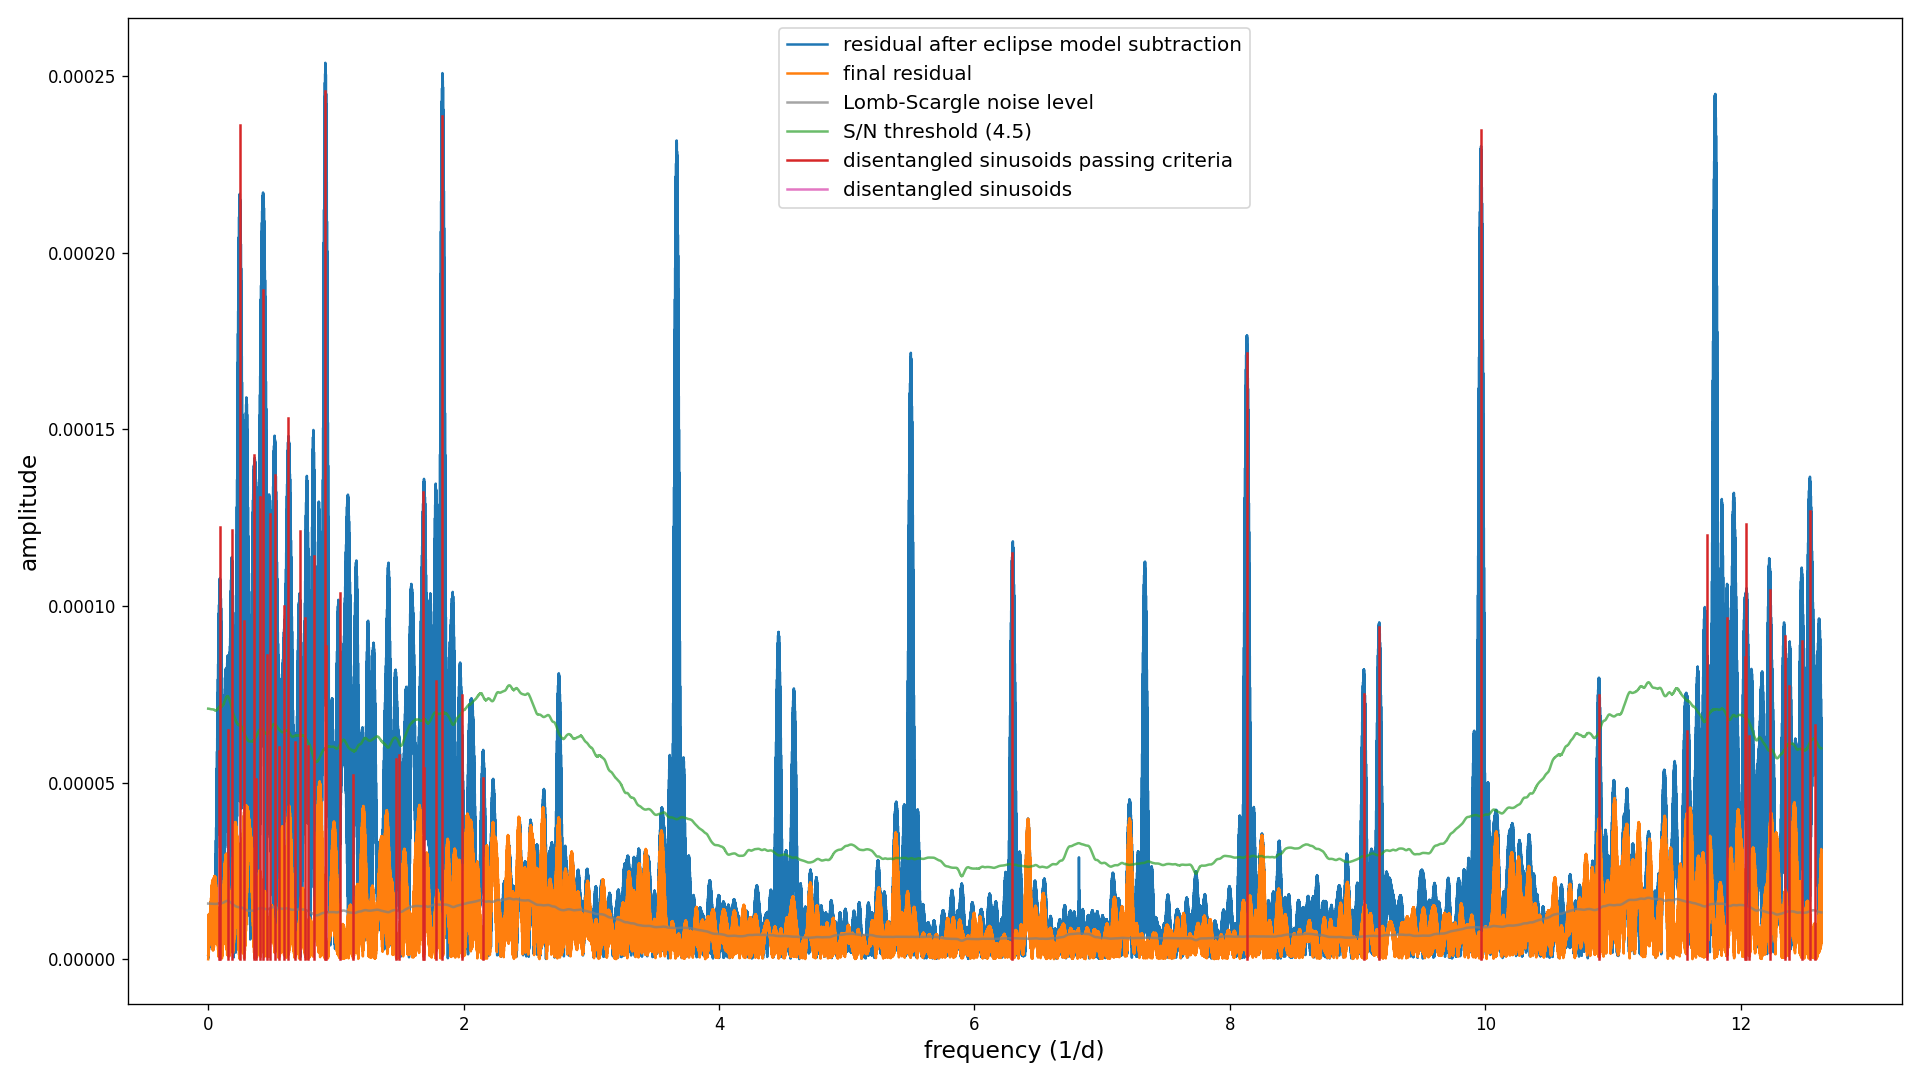 residual after eclipse model subtraction
final residual
Lomb-Scargle noise level
S/N threshold (4.5)
disentangled sinusoids passing criteria
disentangled sinusoids
0.00025
0.00020
0.00015
0.00010
0.00005
0.00000
amplitude
0 2 4 6 8 10 12
frequency (1/d)